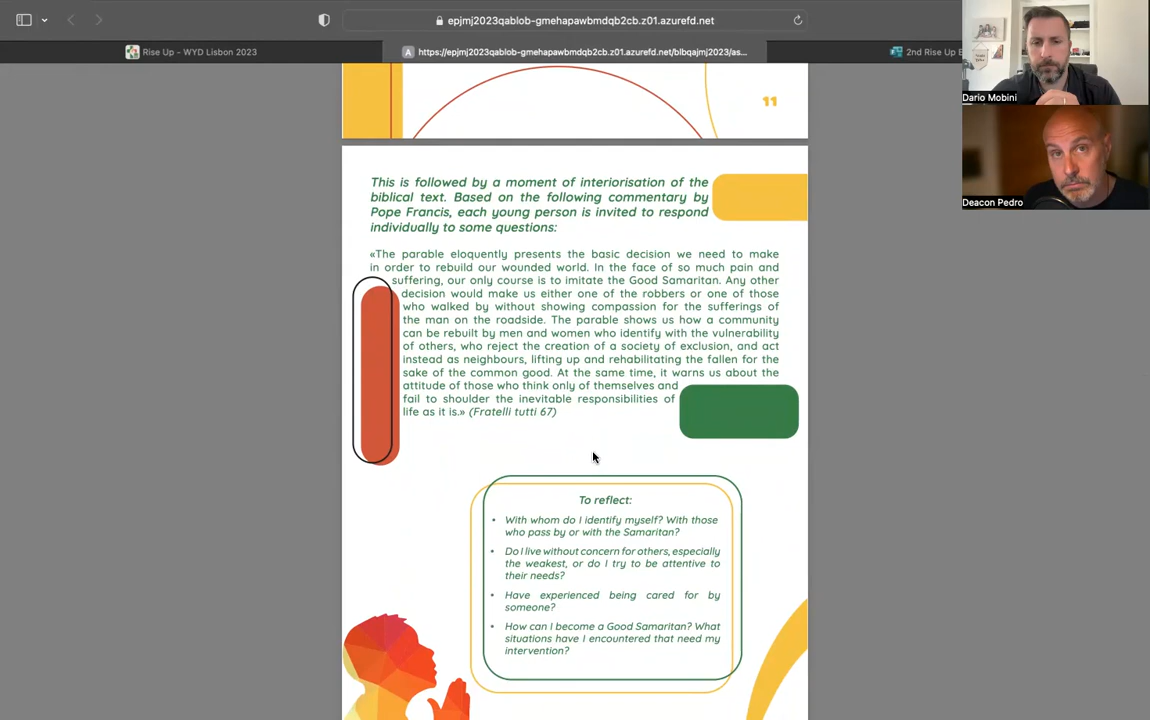 epjmj2023qablob-gmehapawbmdqb2cb.z01.azurefd.net
Rise Up - WYD Lisbon 2023
A https://epjmj2023qablob-gmehapawbmdqb2cb.z01.azurefd.net/blbqajmj2023/as...
2nd Rise Up E
Dario Mobini
Deacon Pedro
11
This is followed by a moment of interiorisation of the
biblical text. Based on the following commentary by
Pope Francis, each young person is invited to respond
individually to some questions:
«The parable eloquently presents the basic decision we need to make
in order to rebuild our wounded world. In the face of so much pain and
suffering, our only course is to imitate the Good Samaritan. Any other
decision would make us either one of the robbers or one of those
who walked by without showing compassion for the sufferings of
the man on the roadside. The parable shows us how a community
can be rebuilt by men and women who identify with the vulnerability
of others, who reject the creation of a society of exclusion, and act
instead as neighbours, lifting up and rehabilitating the fallen for the
sake of the common good. At the same time, it warns us about the
attitude of those who think only of themselves and
fail to shoulder the inevitable responsibilities of
life as it is.» (Fratelli tutti 67)
To reflect:
• With whom do I identify myself? With those
who pass by or with the Samaritan?
• Do I live without concern for others, especially
the weakest, or do I try to be attentive to
their needs?
• Have experienced being cared for by
someone?
• How can I become a Good Samaritan? What
situations have I encountered that need my
intervention?